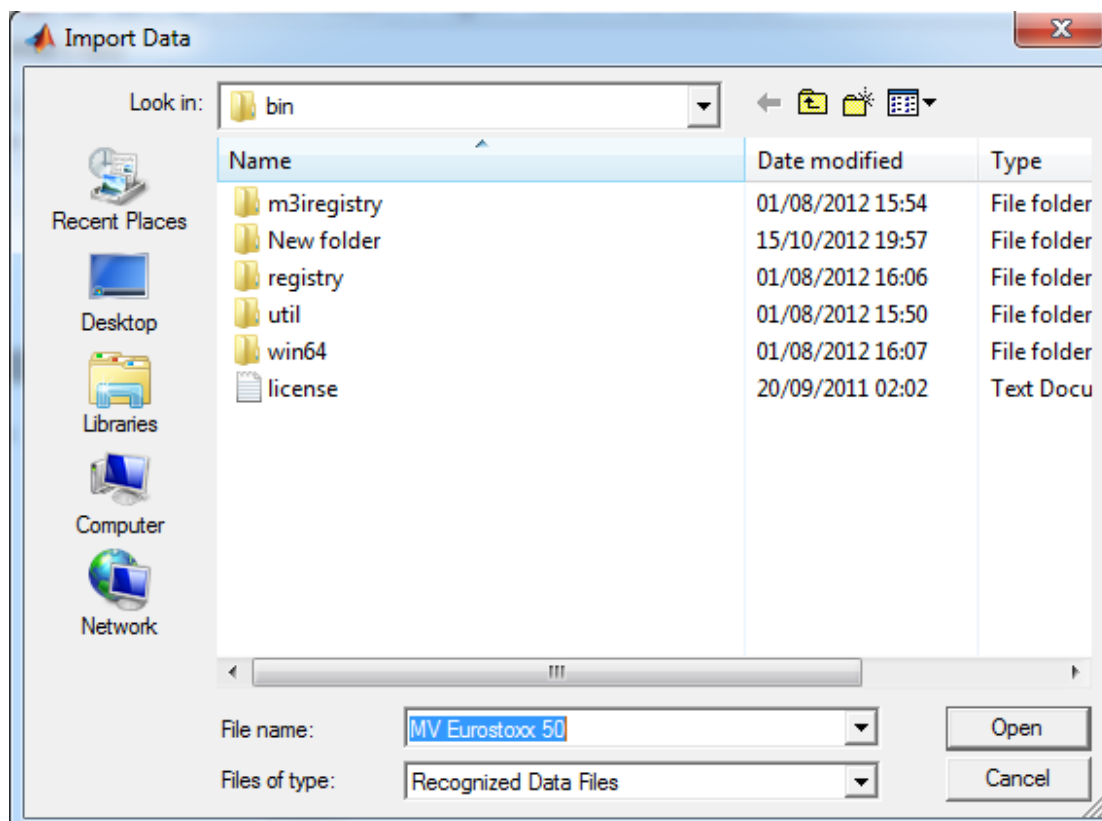 Import Data
Look in: bin
Name Date modified Type
m3iregistry 01/08/2012 15:54 File folder
New folder 15/10/2012 19:57 File folder
registry 01/08/2012 16:06 File folder
util 01/08/2012 15:50 File folder
win64 01/08/2012 16:07 File folder
license 20/09/2011 02:02 Text Docu
Recent Places
Desktop
Libraries
Computer
Network
File name: MV Eurostoxx 50 Open
Files of type: Recognized Data Files Cancel